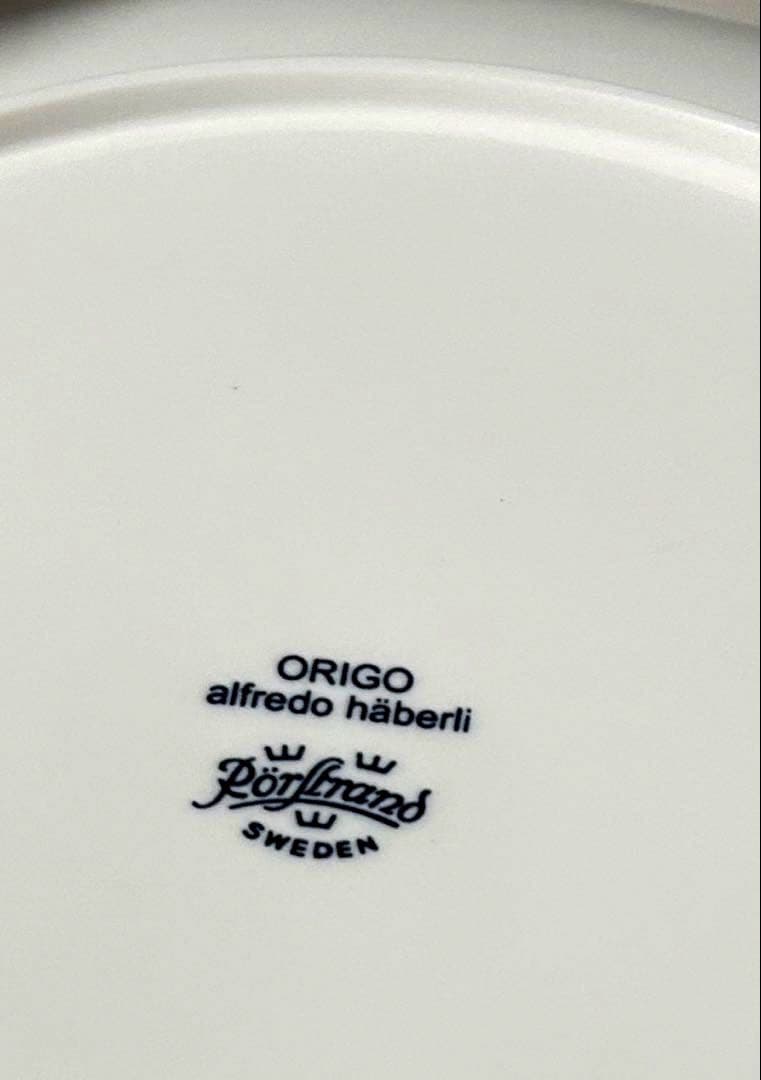 ORIGO
alfredo häberli
Rörstrand
SWEDEN